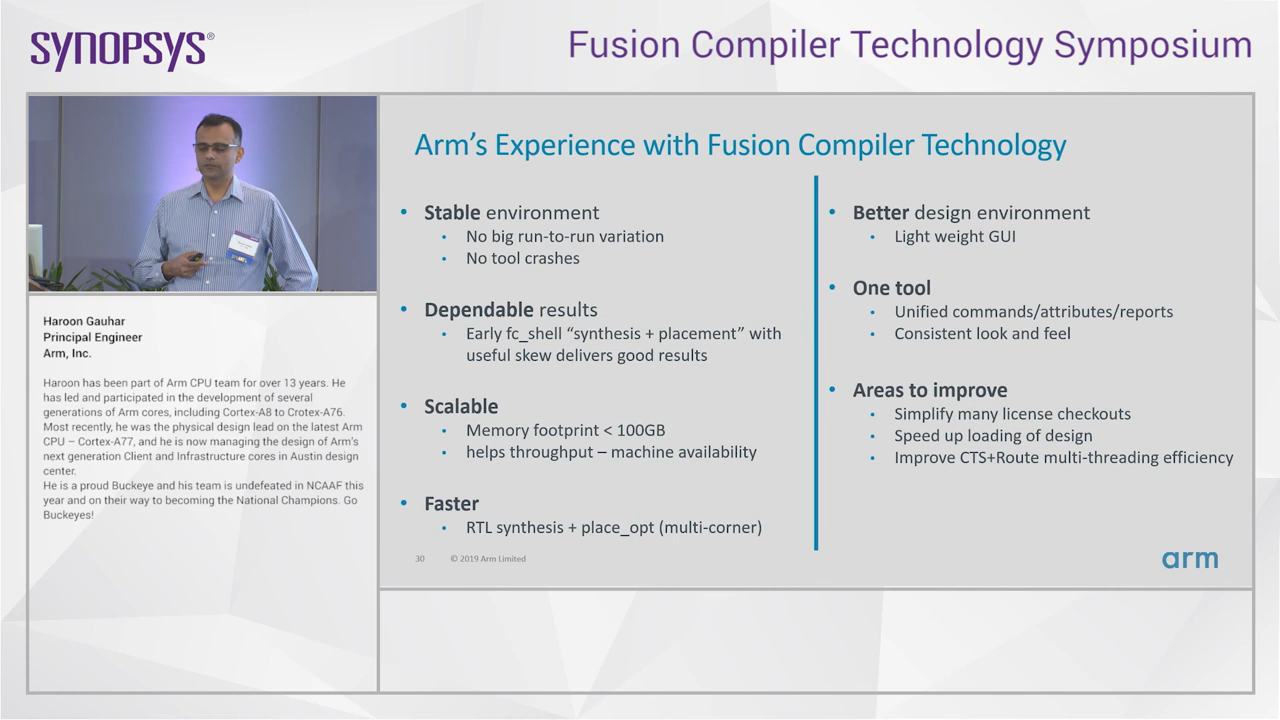 SYNOPSYS®
Fusion Compiler Technology Symposium
Haroon Gauhar
Principal Engineer
Arm, Inc.
Haroon has been part of Arm CPU team for over 13 years. He
has led and participated in the development of several
generations of Arm cores, including Cortex-A8 to Crotex-A76.
Most recently, he was the physical design lead on the latest Arm
CPU – Cortex-A77, and he is now managing the design of Arm's
next generation Client and Infrastructure cores in Austin design
center.
He is a proud Buckeye and his team is undefeated in NCAAF this
year and on their way to becoming the National Champions. Go
Buckeyes!
Arm's Experience with Fusion Compiler Technology
• Stable environment
• No big run-to-run variation
• No tool crashes
• Dependable results
• Early fc_shell "synthesis + placement" with
useful skew delivers good results
• Scalable
• Memory footprint < 100GB
• helps throughput – machine availability
• Faster
• RTL synthesis + place_opt (multi-corner)
• Better design environment
• Light weight GUI
• One tool
• Unified commands/attributes/reports
• Consistent look and feel
• Areas to improve
• Simplify many license checkouts
• Speed up loading of design
• Improve CTS+Route multi-threading efficiency
30 © 2019 Arm Limited
arm